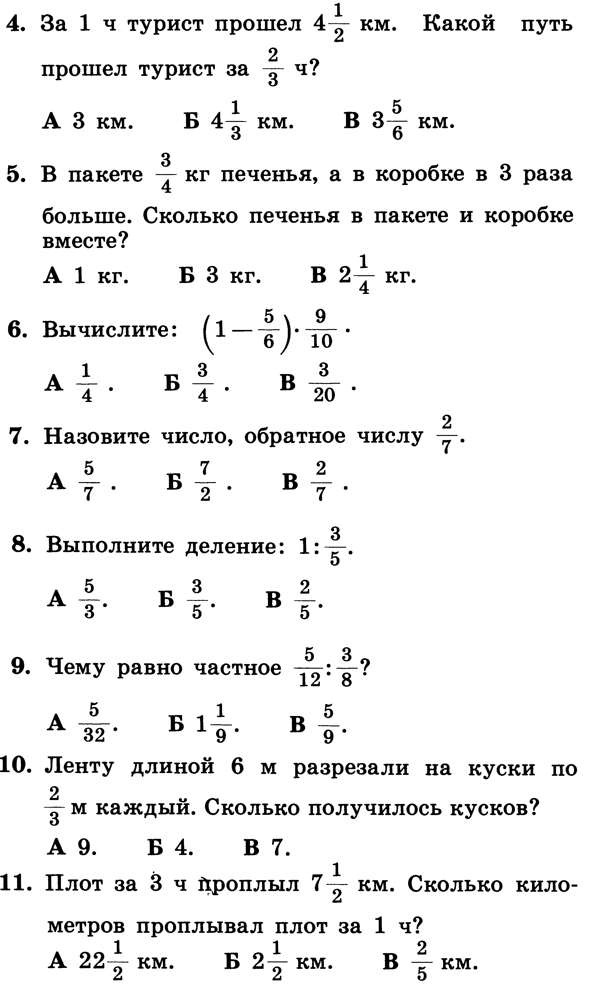 4. За 1 ч турист прошел 4 1/2 км. Какой путь
прошел турист за 2/3 ч?
А 3 км. Б 4 1/3 км. В 3 5/6 км.
5. В пакете 3/4 кг печенья, а в коробке в 3 раза
больше. Сколько печенья в пакете и коробке
вместе?
А 1 кг. Б 3 кг. В 2 1/4 кг.
6. Вычислите: (1 — 5/6) · 9/10 .
А 1/4 . Б 3/4 . В 3/20 .
7. Назовите число, обратное числу 2/7.
А 5/7 . Б 7/2 . В 2/7 .
8. Выполните деление: 1 : 3/5.
А 5/3. Б 3/5. В 2/5.
9. Чему равно частное 5/12 : 3/8?
А 5/32. Б 1 1/9. В 5/9.
10. Ленту длиной 6 м разрезали на куски по
2/3 м каждый. Сколько получилось кусков?
А 9. Б 4. В 7.
11. Плот за 3 ч проплыл 7 1/2 км. Сколько кило-
метров проплывал плот за 1 ч?
А 22 1/2 км. Б 2 1/2 км. В 2/5 км.